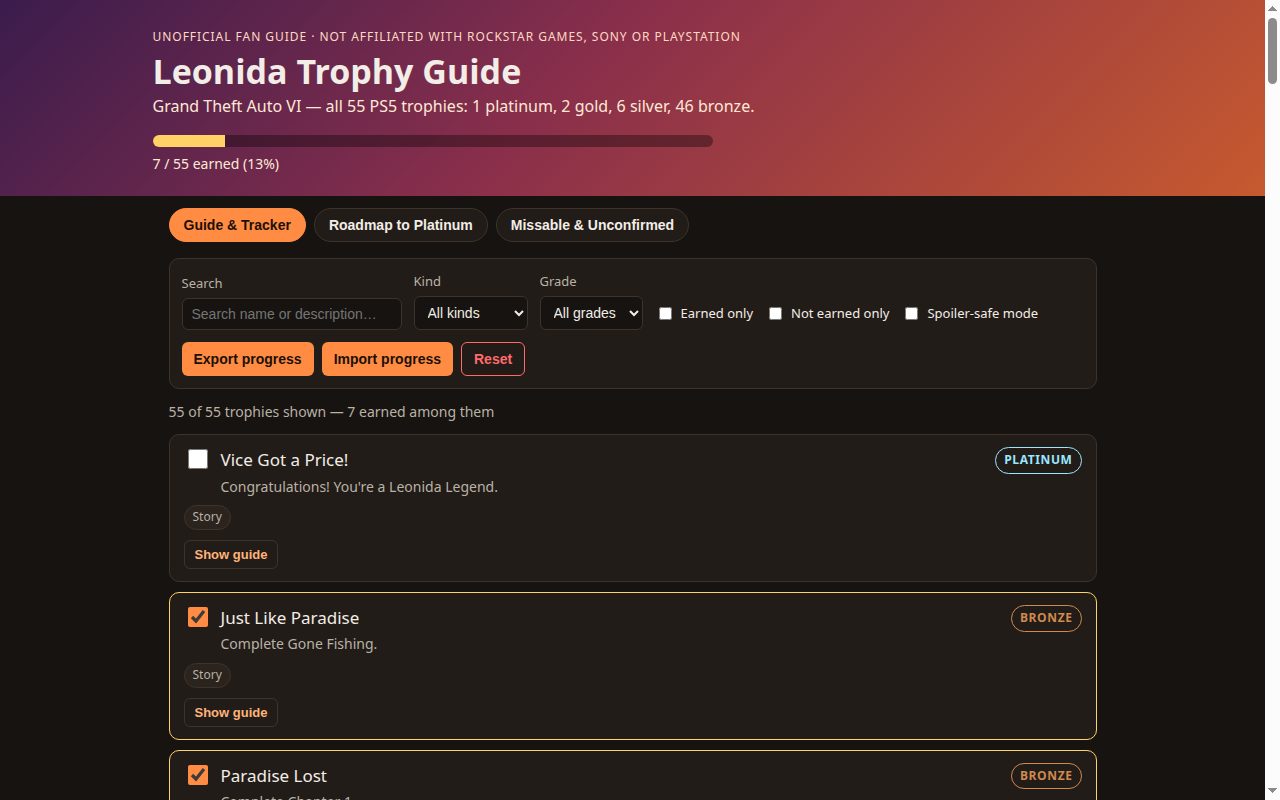 UNOFFICIAL FAN GUIDE · NOT AFFILIATED WITH ROCKSTAR GAMES, SONY OR PLAYSTATION
Leonida Trophy Guide
Grand Theft Auto VI — all 55 PS5 trophies: 1 platinum, 2 gold, 6 silver, 46 bronze.
7 / 55 earned (13%)
Guide & Tracker
Roadmap to Platinum
Missable & Unconfirmed
Search
Kind
Grade
Search name or description…
All kinds
All grades
Earned only
Not earned only
Spoiler-safe mode
Export progress
Import progress
Reset
55 of 55 trophies shown — 7 earned among them
Vice Got a Price!
PLATINUM
Congratulations! You're a Leonida Legend.
Story
Show guide
Just Like Paradise
BRONZE
Complete Gone Fishing.
Story
Show guide
Paradise Lost
BRONZE
Complete Chapter 1.